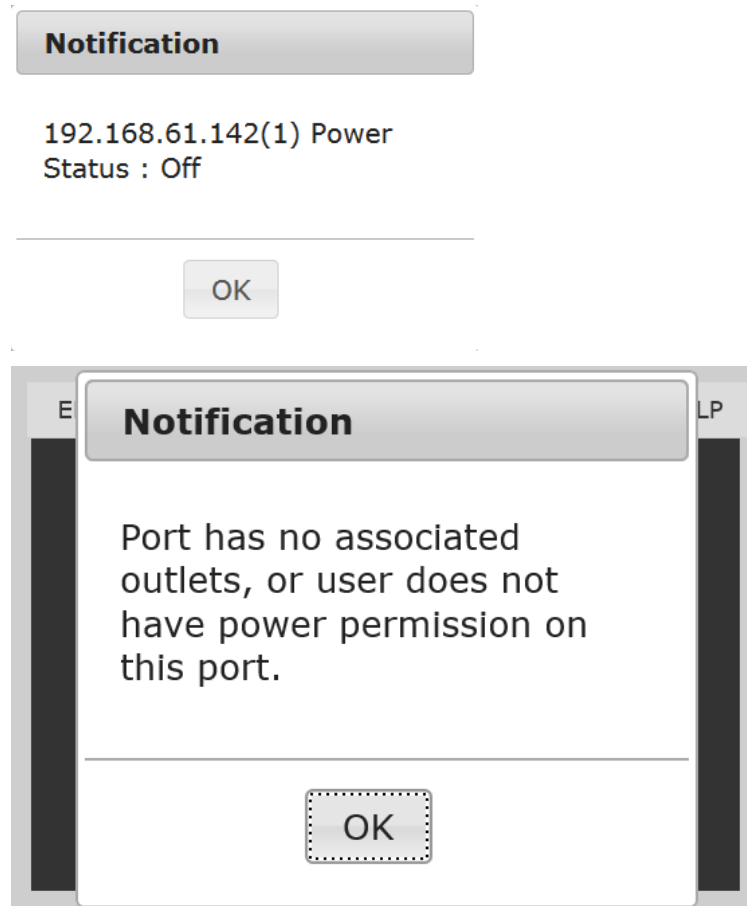 Notification
192.168.61.142(1) Power
Status : Off
OK
E
LP
Notification
Port has no associated
outlets, or user does not
have power permission on
this port.
OK